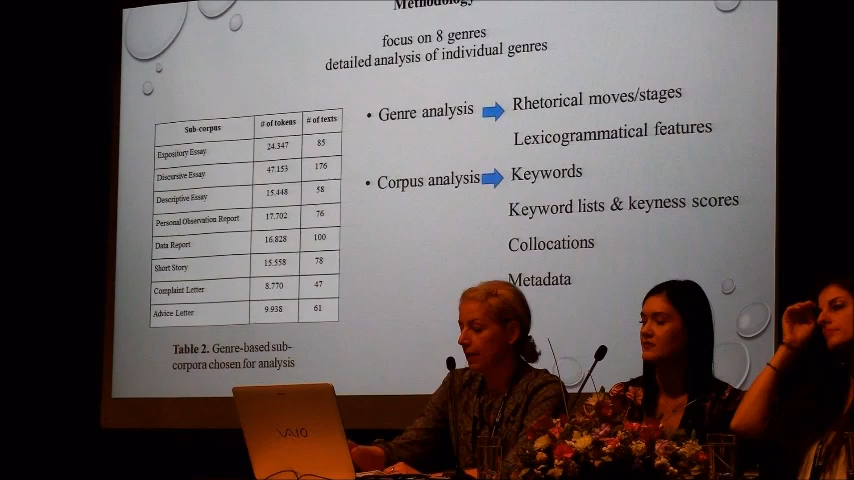 Methodology
focus on 8 genres
detailed analysis of individual genres
Sub-corpus # of tokens # of texts
Expository Essay 24.347 85
Discursive Essay 47.153 176
Descriptive Essay 15.448 58
Personal Observation Report 17.702 76
Data Report 16.828 100
Short Story 15.558 78
Complaint Letter 8.770 47
Advice Letter 9.938 61
Table 2. Genre-based sub-
corpora chosen for analysis
• Genre analysis Rhetorical moves/stages
Lexicogrammatical features
• Corpus analysis Keywords
Keyword lists & keyness scores
Collocations
Metadata
VAIO